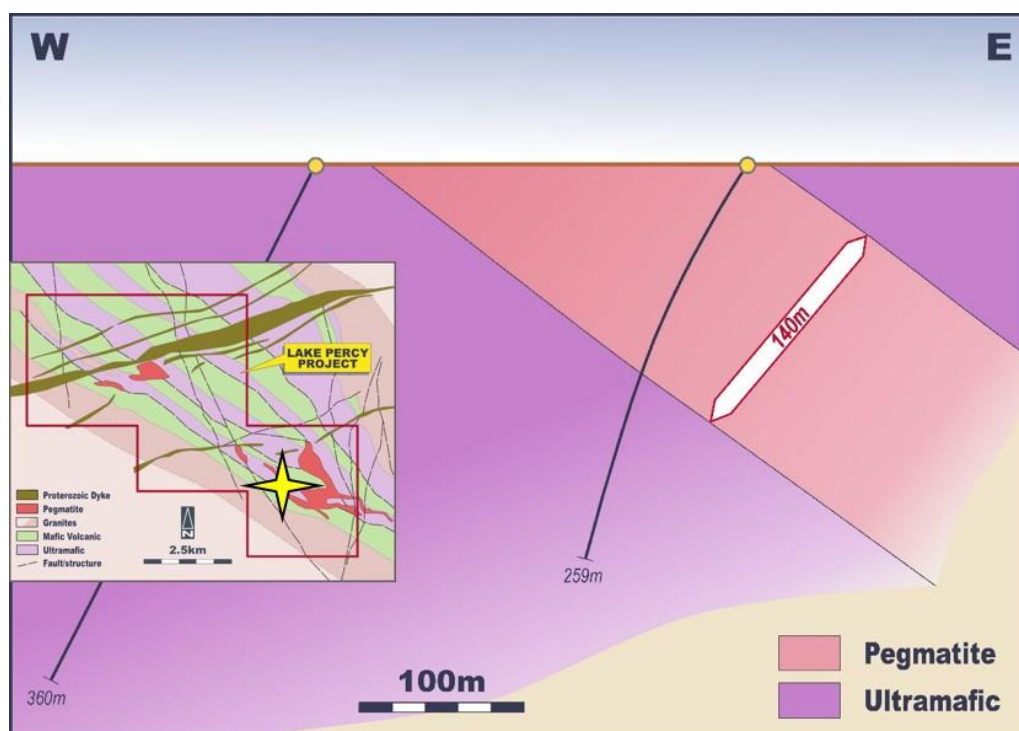 W
E
140m
LAKE PERCY
PROJECT
Proterozoic Dyke
Pegmatite
Granites
Mafic Volcanic
Ultramafic
Fault/structure
N
2.5km
259m
360m
100m
Pegmatite
Ultramafic